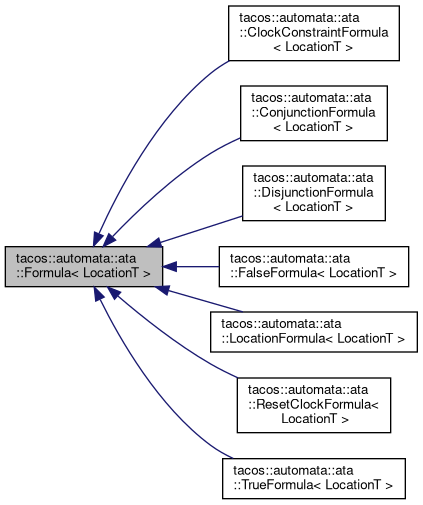 tacos::automata::ata
::ClockConstraintFormula
< LocationT >
tacos::automata::ata
::ConjunctionFormula
< LocationT >
tacos::automata::ata
::DisjunctionFormula
< LocationT >
tacos::automata::ata
::Formula< LocationT >
tacos::automata::ata
::FalseFormula< LocationT >
tacos::automata::ata
::LocationFormula< LocationT >
tacos::automata::ata
::ResetClockFormula<
LocationT >
tacos::automata::ata
::TrueFormula< LocationT >